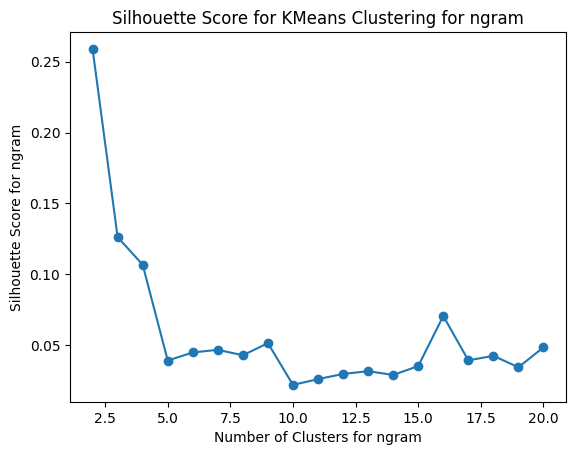 Silhouette Score for KMeans Clustering for ngram
Silhouette Score for ngram
0.25
0.20
0.15
0.10
0.05
2.5 5.0 7.5 10.0 12.5 15.0 17.5 20.0
Number of Clusters for ngram